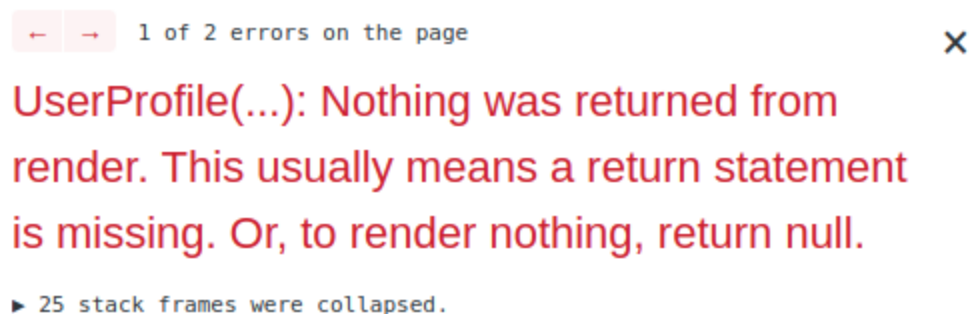 ← → 1 of 2 errors on the page ×
UserProfile(...): Nothing was returned from
render. This usually means a return statement
is missing. Or, to render nothing, return null.
▶ 25 stack frames were collapsed.